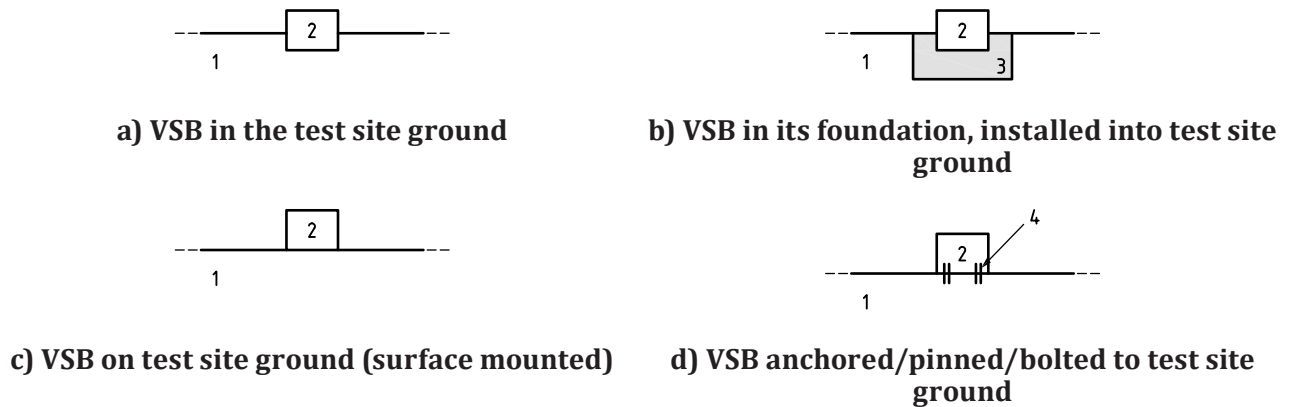 2
1
a) VSB in the test site ground
2
1
3
b) VSB in its foundation, installed into test site
ground
2
1
c) VSB on test site ground (surface mounted)
4
2
1
d) VSB anchored/pinned/bolted to test site
ground